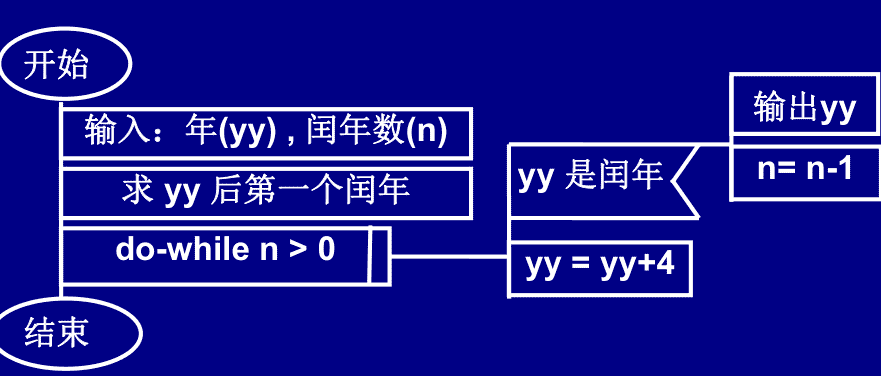 开始
输入：年(yy) , 闰年数(n)
求 yy 后第一个闰年
do-while n > 0
结束
yy 是闰年
yy = yy+4
输出yy
n= n-1